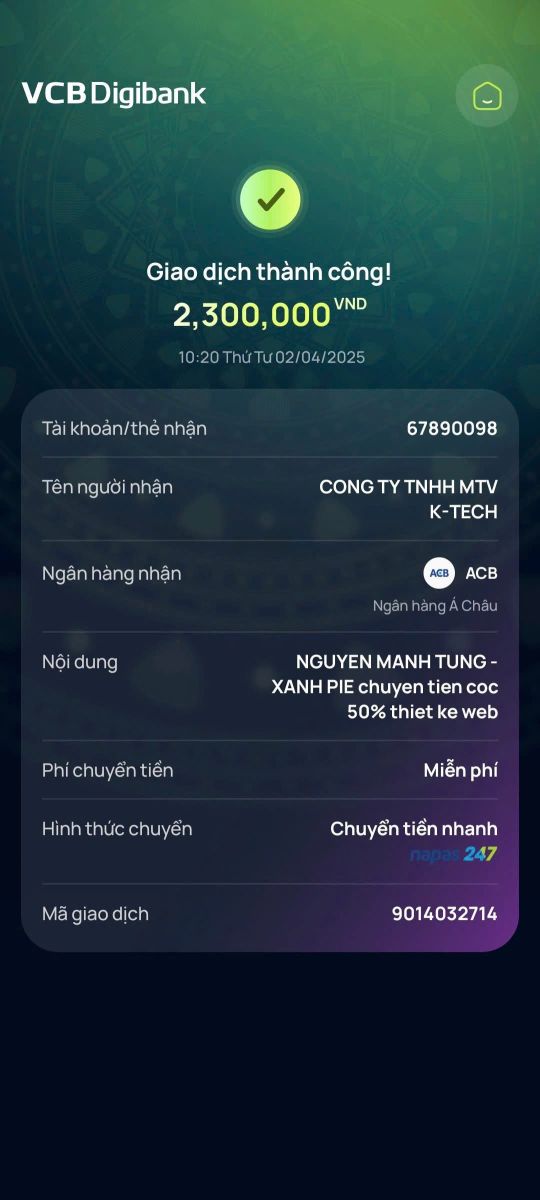 VCB Digibank
Giao dịch thành công!
2,300,000 VND
10:20 Thứ Tư 02/04/2025
Tài khoản/thẻ nhận 67890098
Tên người nhận CONG TY TNHH MTV
K-TECH
Ngân hàng nhận ACB ACB
Ngân hàng Á Châu
Nội dung NGUYEN MANH TUNG -
XANH PIE chuyen tien coc
50% thiet ke web
Phí chuyển tiền Miễn phí
Hình thức chuyển Chuyển tiền nhanh
napas 247
Mã giao dịch 9014032714